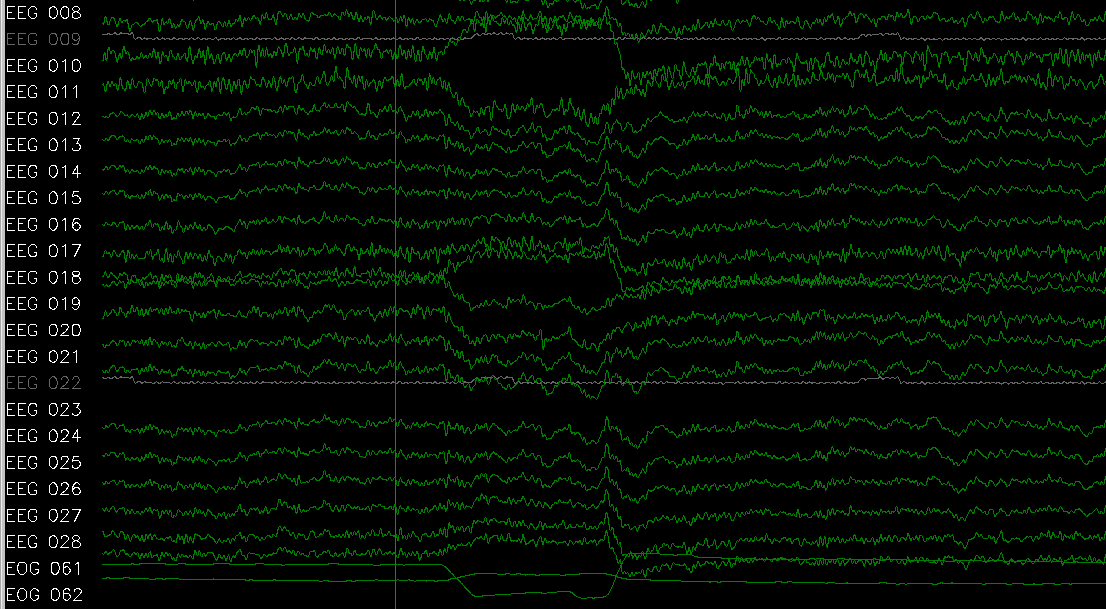 EEG 008
EEG 009
EEG 010
EEG 011
EEG 012
EEG 013
EEG 014
EEG 015
EEG 016
EEG 017
EEG 018
EEG 019
EEG 020
EEG 021
EEG 022
EEG 023
EEG 024
EEG 025
EEG 026
EEG 027
EEG 028
EOG 061
EOG 062